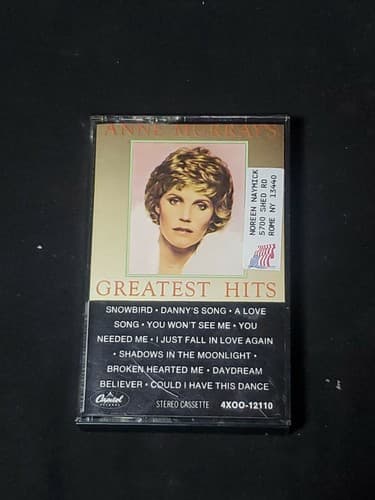 ANNE MURRAY'S
NOREEN NAYMICK
5700 SHED RD
ROME NY 13440
GREATEST HITS
SNOWBIRD • DANNY'S SONG • A LOVE
SONG • YOU WON'T SEE ME • YOU
NEEDED ME • I JUST FALL IN LOVE AGAIN
• SHADOWS IN THE MOONLIGHT •
BROKEN HEARTED ME • DAYDREAM
BELIEVER • COULD I HAVE THIS DANCE
Capitol
RECORDS
STEREO CASSETTE
4XOO-12110